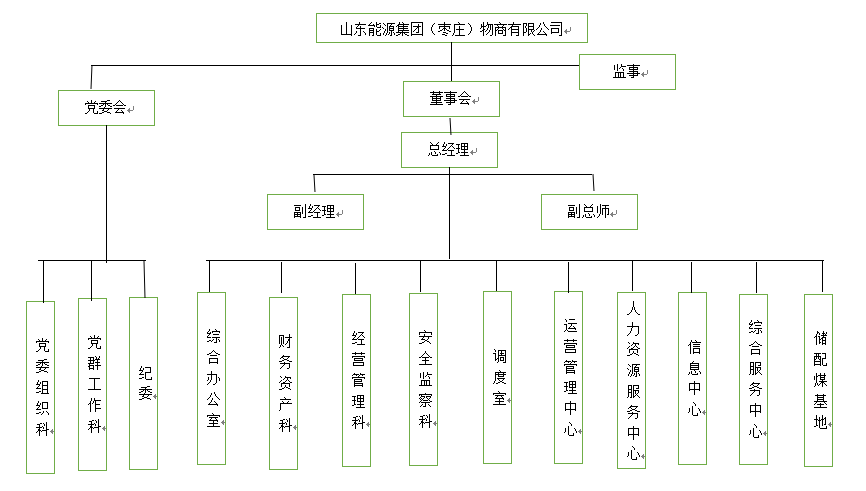 山东能源集团（枣庄）物商有限公司
监事
党委会
董事会
总经理
副经理
副总师
党委组织科
党群工作科
纪委
综合办公室
财务资产科
经营管理科
安全监察科
调度室
运营管理中心
人力资源服务中心
信息中心
综合服务中心
储配煤基地